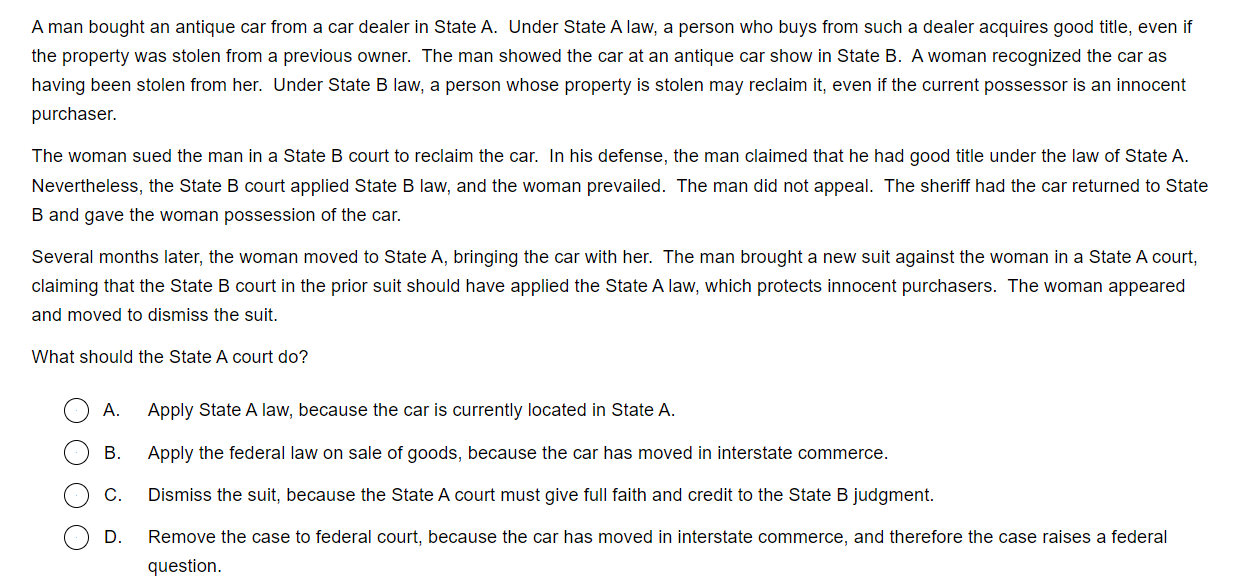 A man bought an antique car from a car dealer in State A. Under State A law, a person who buys from such a dealer acquires good title, even if
the property was stolen from a previous owner. The man showed the car at an antique car show in State B. A woman recognized the car as
having been stolen from her. Under State B law, a person whose property is stolen may reclaim it, even if the current possessor is an innocent
purchaser.
The woman sued the man in a State B court to reclaim the car. In his defense, the man claimed that he had good title under the law of State A.
Nevertheless, the State B court applied State B law, and the woman prevailed. The man did not appeal. The sheriff had the car returned to State
B and gave the woman possession of the car.
Several months later, the woman moved to State A, bringing the car with her. The man brought a new suit against the woman in a State A court,
claiming that the State B court in the prior suit should have applied the State A law, which protects innocent purchasers. The woman appeared
and moved to dismiss the suit.
What should the State A court do?
A. Apply State A law, because the car is currently located in State A.
B. Apply the federal law on sale of goods, because the car has moved in interstate commerce.
C. Dismiss the suit, because the State A court must give full faith and credit to the State B judgment.
D. Remove the case to federal court, because the car has moved in interstate commerce, and therefore the case raises a federal
question.